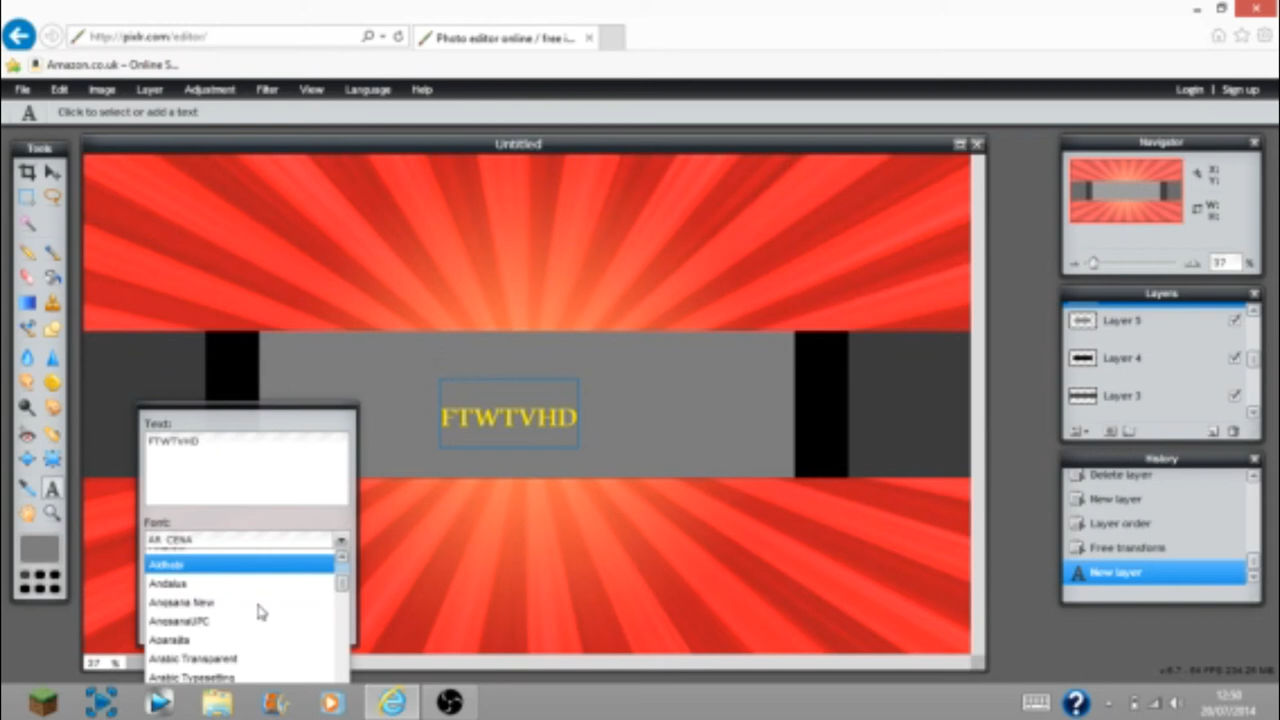 http://pixlr.com/editor/
Photo editor online / free i...
Amazon.co.uk – Online S...
File Edit Image Layer Adjustment Filter View Language Help
Login | Sign up
Click to select or add a text
Tools
Untitled
Navigator
X:
Y:
W:
H:
37 %
Layers
Layer 5
Layer 4
Layer 3
FTWTVHD
Text:
FTWTVHD
Font:
AR CENA
Aldhabi
Andalus
Angsana New
AngsanaUPC
Aparajita
Arabic Transparent
Arabic Typesetting
History
Delete layer
New layer
Layer order
Free transform
New layer
37 %
12:50
20/07/2014